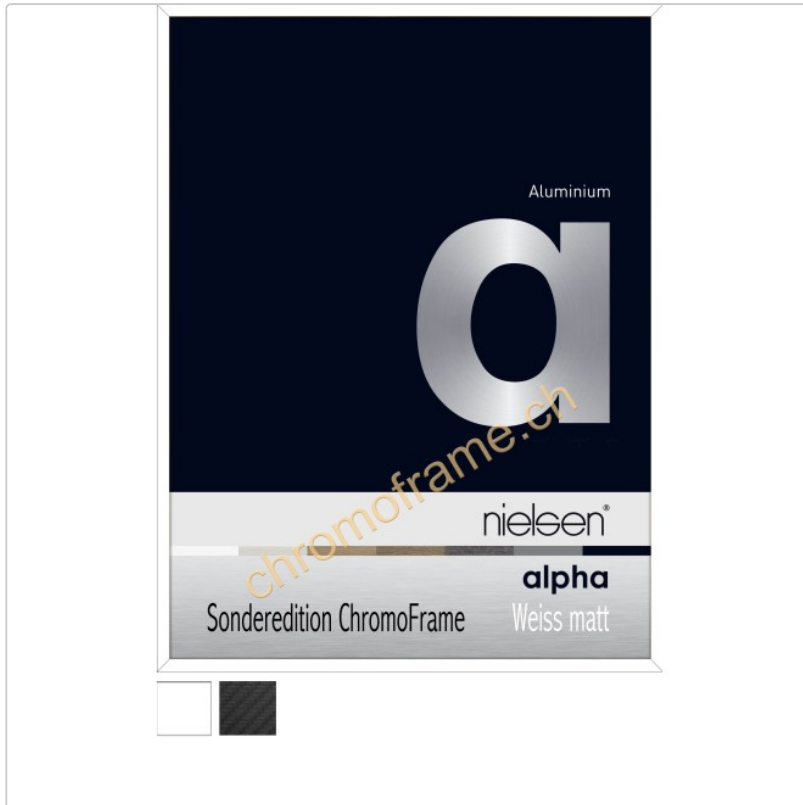 Aluminium
a
chromoframe.ch
nielsen®
alpha
Sonderedition ChromoFrame Weiss matt